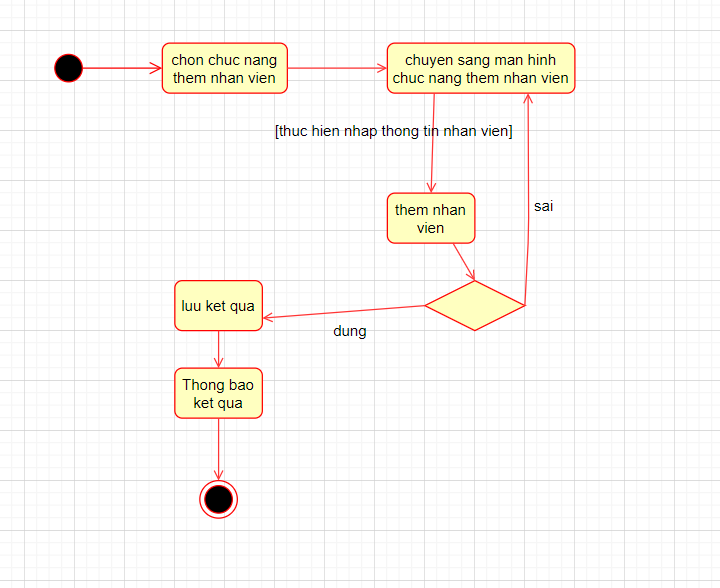 chon chuc nang
them nhan vien
chuyen sang man hinh
chuc nang them nhan vien
[thuc hien nhap thong tin nhan vien]
them nhan
vien
sai
luu ket qua
dung
Thong bao
ket qua